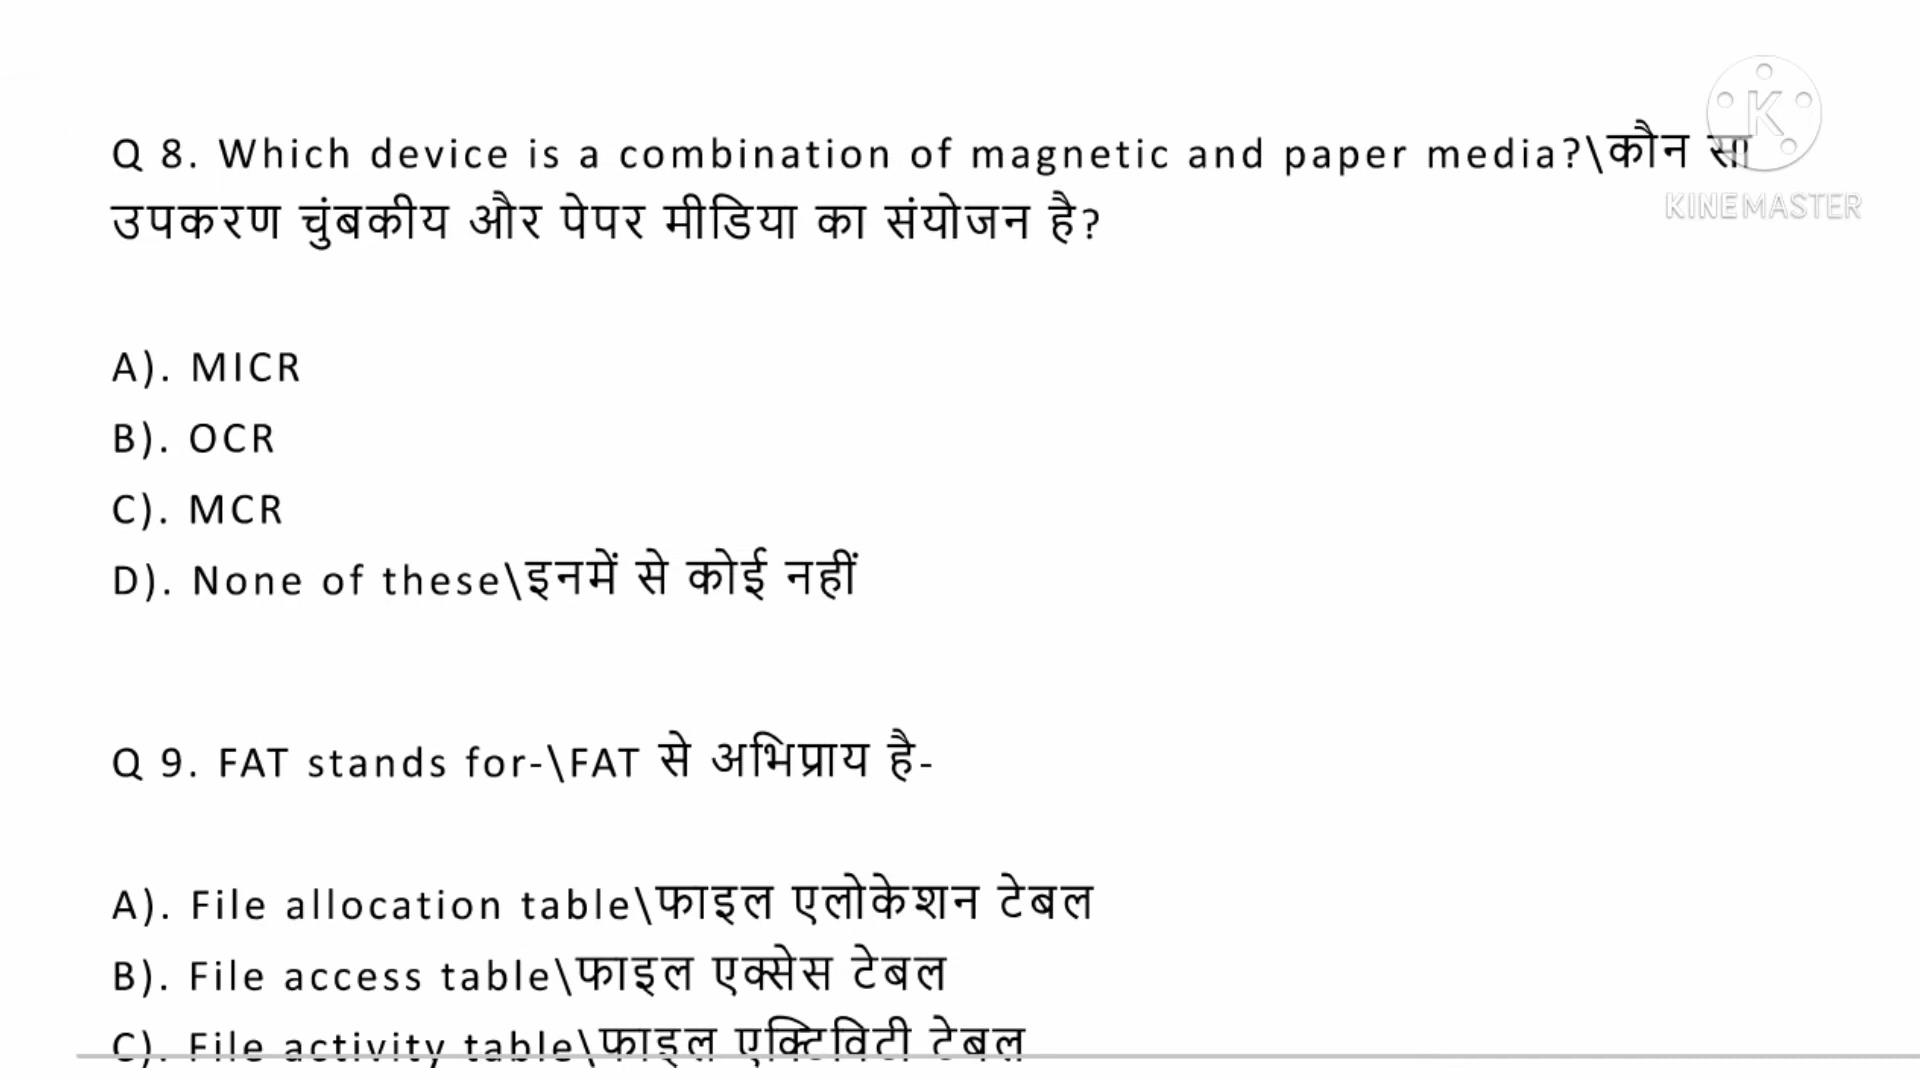 Q 8. Which device is a combination of magnetic and paper media?\कौन सा
उपकरण चुंबकीय और पेपर मीडिया का संयोजन है?
K
KINEMASTER
A). MICR
B). OCR
C). MCR
D). None of these\इनमें से कोई नहीं
Q 9. FAT stands for-\FAT से अभिप्राय है-
A). File allocation table\फाइल एलोकेशन टेबल
B). File access table\फाइल एक्सेस टेबल
C). File activity table\फाइल एक्टिविटी टेबल